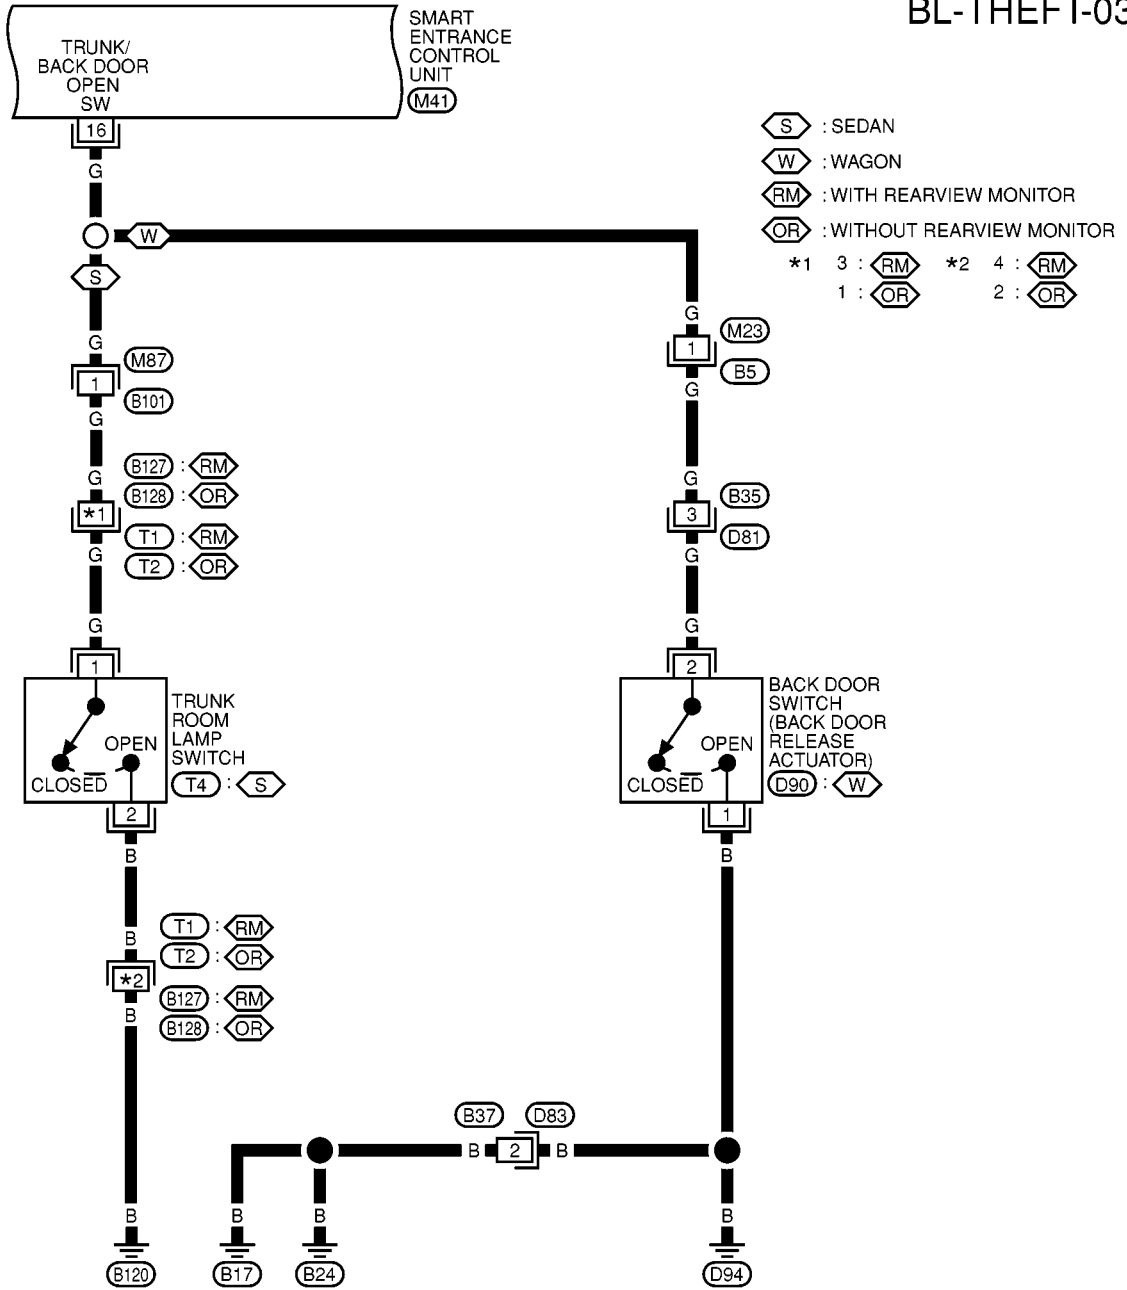 BL-THEFT-03
SMART
ENTRANCE
CONTROL
UNIT
M41
TRUNK/
BACK DOOR
OPEN
SW
16
G
S : SEDAN
W : WAGON
RM : WITH REARVIEW MONITOR
OR : WITHOUT REARVIEW MONITOR
*1 3 : RM *2 4 : RM
1 : OR 2 : OR
W
S
G
M87
1
B101
G
G
B127 : RM
B128 : OR
*1
T1 : RM
T2 : OR
G
G
1
TRUNK
ROOM
LAMP
SWITCH
T4 : S
OPEN
CLOSED
2
B
B
T1 : RM
T2 : OR
*2
B127 : RM
B128 : OR
B
B
B120
G
M23
1
B5
G
G
B35
3
D81
G
G
2
BACK DOOR
SWITCH
(BACK DOOR
RELEASE
ACTUATOR)
D90 : W
OPEN
CLOSED
1
B
B37 D83
B 2 B
B B B
B17 B24 D94